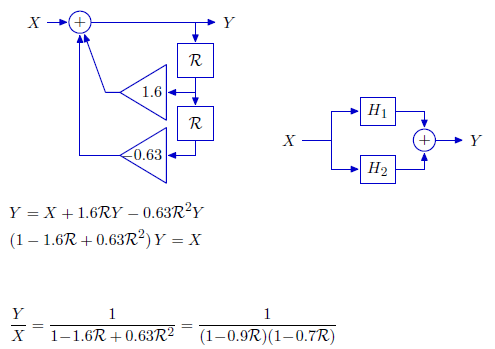 X + Y
R
1.6
R
−0.63
H₁
X + Y
H₂
Y = X + 1.6RY − 0.63R²Y
(1 − 1.6R + 0.63R²) Y = X
Y/X = 1/(1−1.6R + 0.63R²) = 1/((1−0.9R)(1−0.7R))